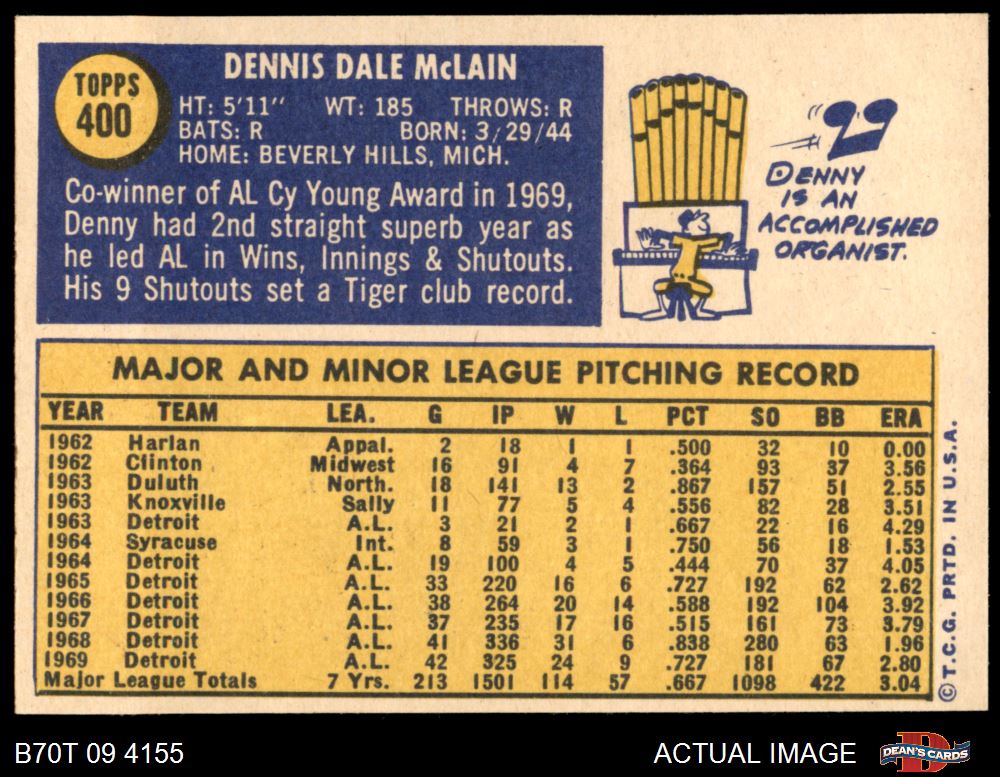 TOPPS
400
DENNIS DALE McLAIN
HT: 5'11" WT: 185 THROWS: R
BATS: R BORN: 3/29/44
HOME: BEVERLY HILLS, MICH.
Co-winner of AL Cy Young Award in 1969,
Denny had 2nd straight superb year as
he led AL in Wins, Innings & Shutouts.
His 9 Shutouts set a Tiger club record.
DENNY
IS AN
ACCOMPLISHED
ORGANIST.
MAJOR AND MINOR LEAGUE PITCHING RECORD
YEAR TEAM LEA. G IP W L PCT SO BB ERA
1962 Harlan Appal. 2 18 1 1 .500 32 10 0.00
1962 Clinton Midwest 16 91 4 7 .364 93 37 3.56
1963 Duluth North. 18 141 13 2 .867 157 51 2.55
1963 Knoxville Sally 11 77 5 4 .556 82 28 3.51
1963 Detroit A.L. 3 21 2 1 .667 22 16 4.29
1964 Syracuse Int. 8 59 3 1 .750 56 18 1.53
1964 Detroit A.L. 19 100 4 5 .444 70 37 4.05
1965 Detroit A.L. 33 220 16 6 .727 192 62 2.62
1966 Detroit A.L. 38 264 20 14 .588 192 104 3.92
1967 Detroit A.L. 37 235 17 16 .515 161 73 3.79
1968 Detroit A.L. 41 336 31 6 .838 280 63 1.96
1969 Detroit A.L. 42 325 24 9 .727 181 67 2.80
Major League Totals 7 Yrs. 213 1501 114 57 .667 1098 422 3.04
© T.C.G. PRTD. IN U.S.A.
B70T 09 4155
ACTUAL IMAGE
DEAN'S CARDS